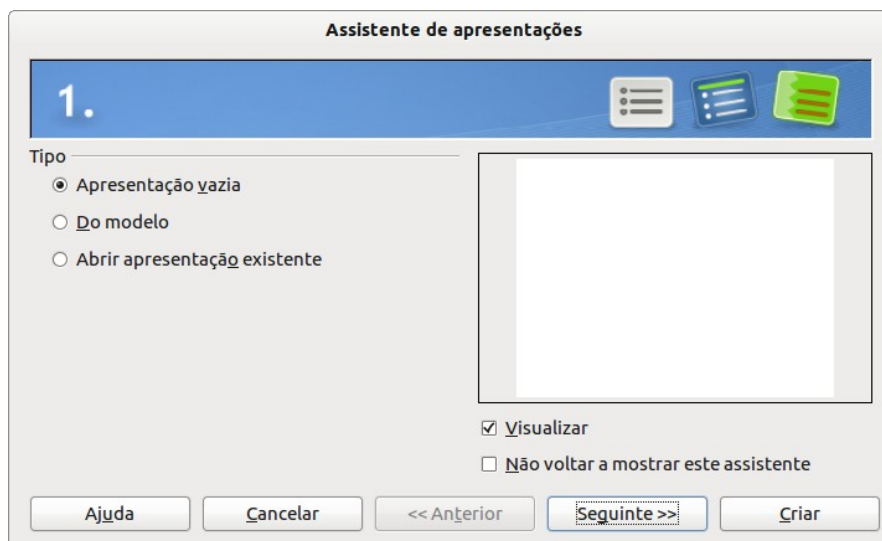 Assistente de apresentações
1.
Tipo
Apresentação vazia
Do modelo
Abrir apresentação existente
Visualizar
Não voltar a mostrar este assistente
Ajuda
Cancelar
<< Anterior
Seguinte >>
Criar